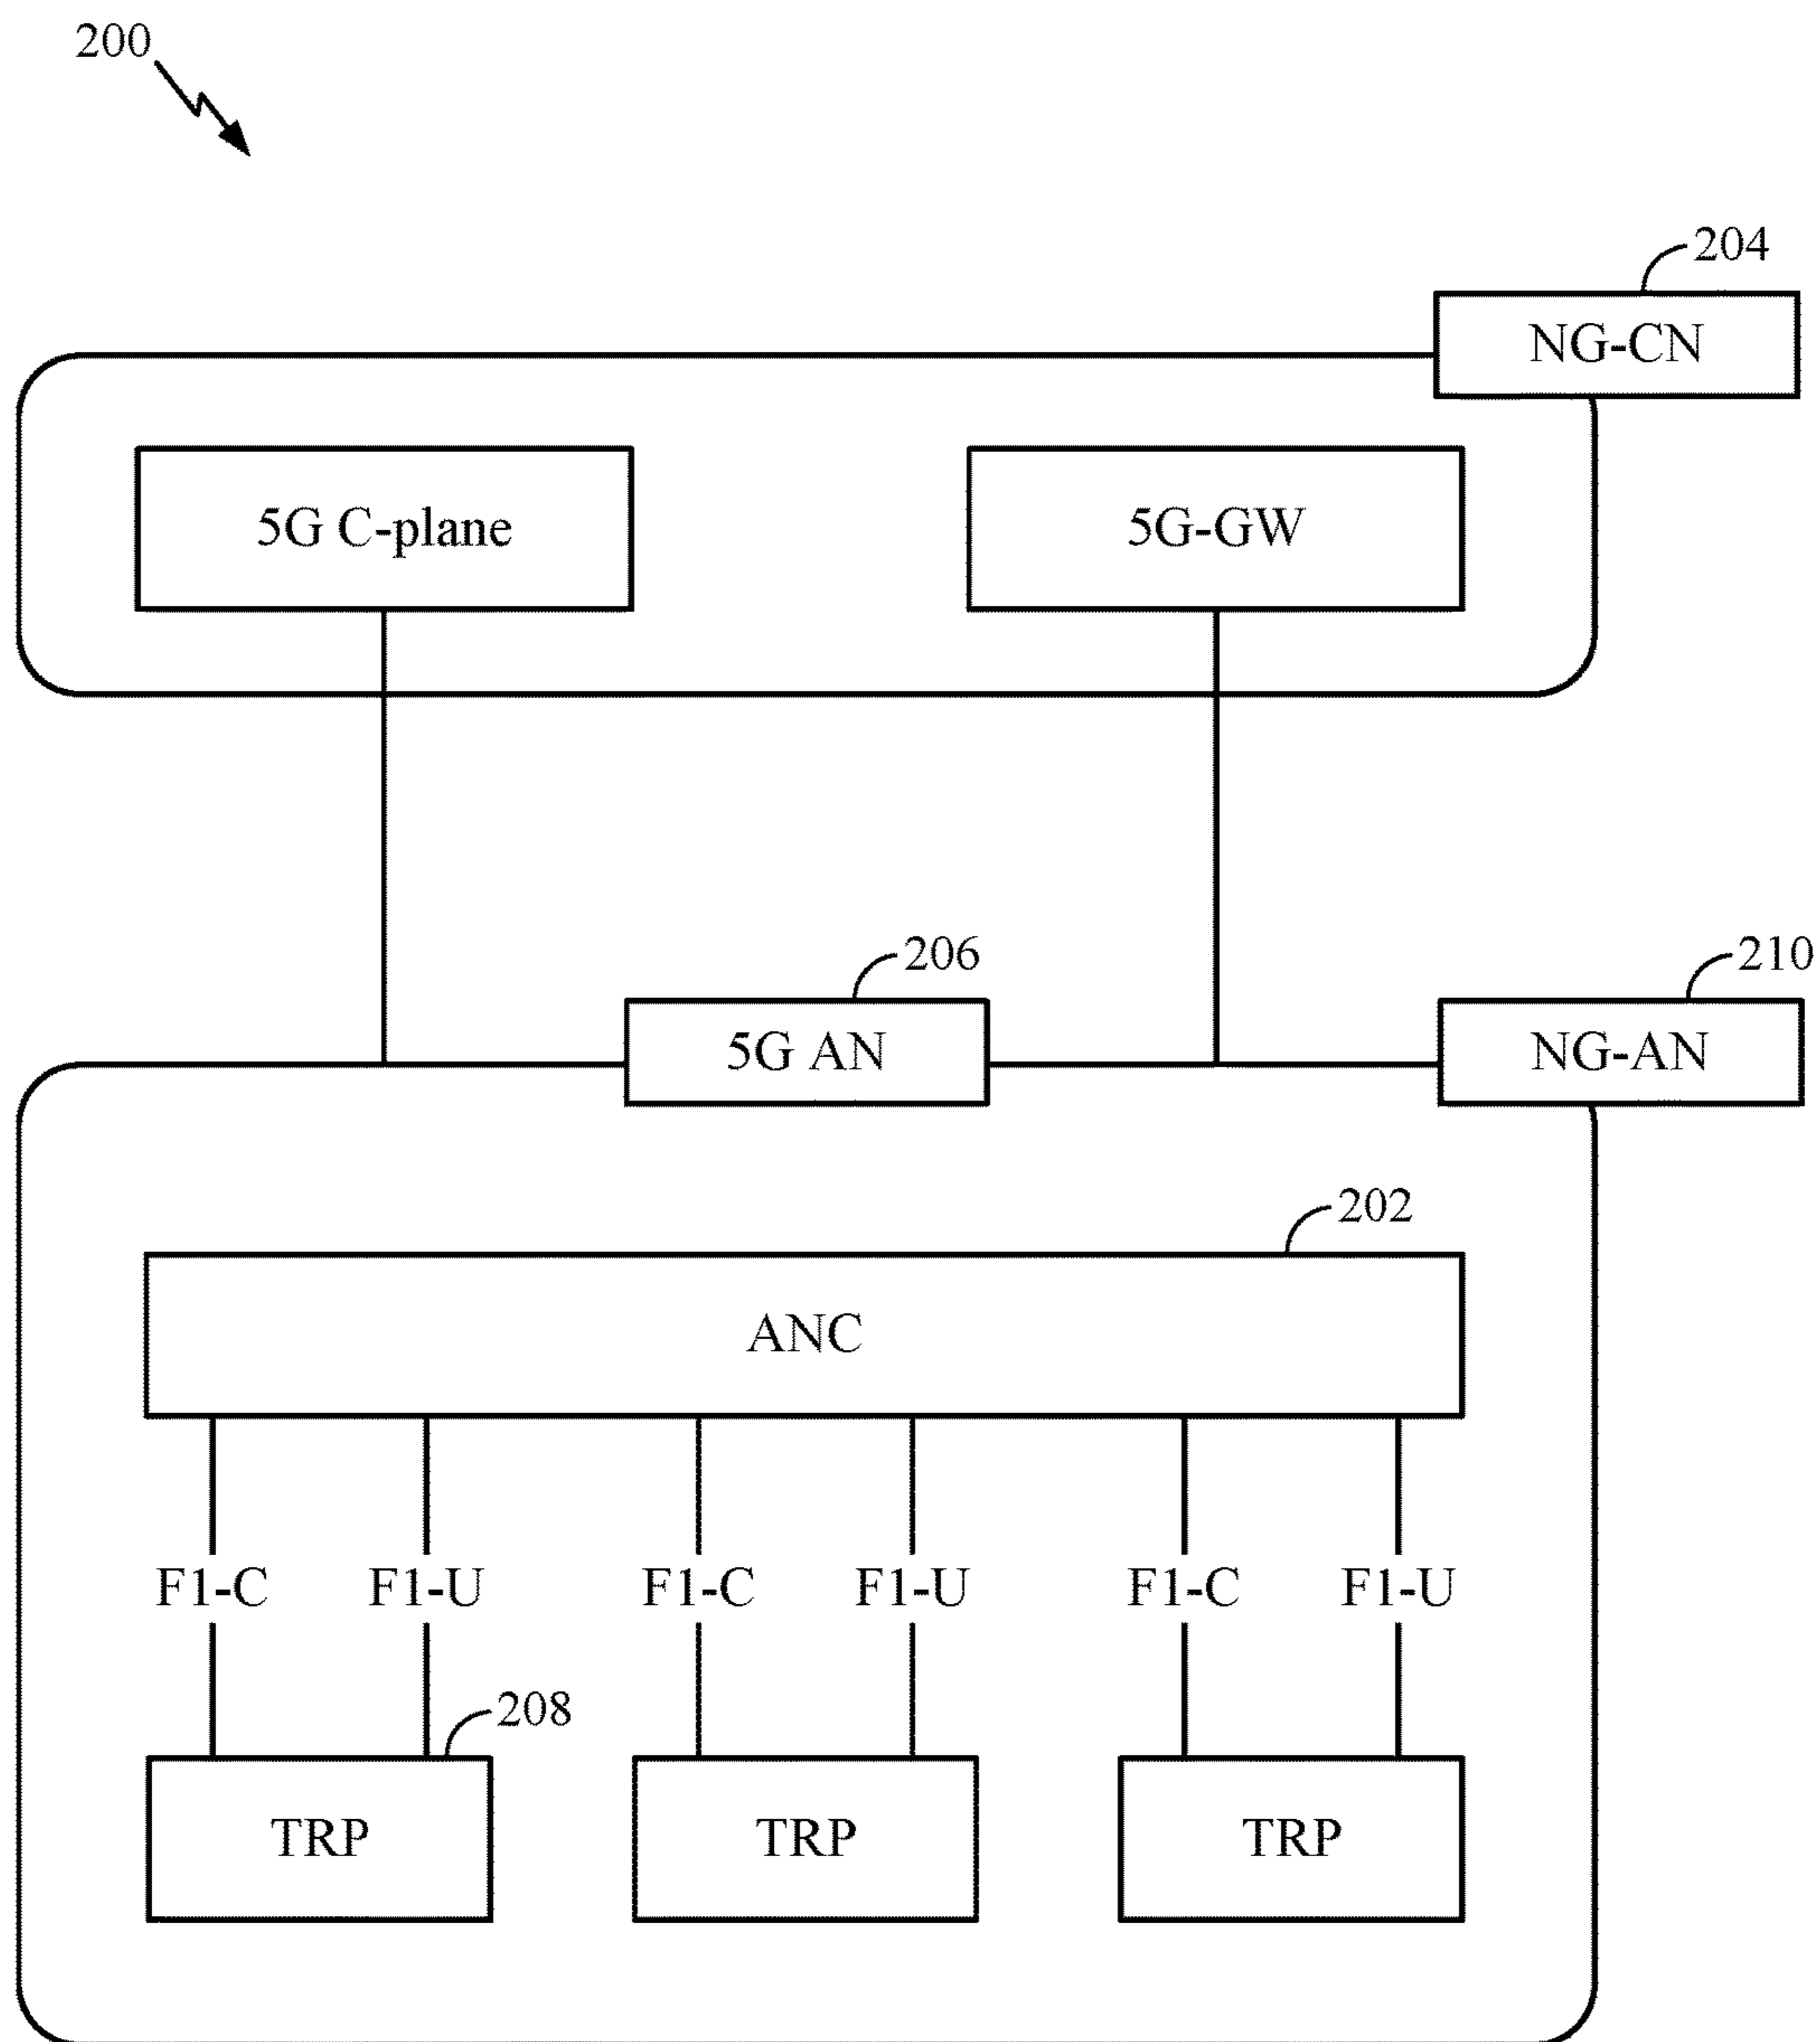 200
204
NG-CN
5G C-plane
5G-GW
206
210
5G AN
NG-AN
202
ANC
F1-C
F1-U
F1-C
F1-U
F1-C
F1-U
208
TRP
TRP
TRP